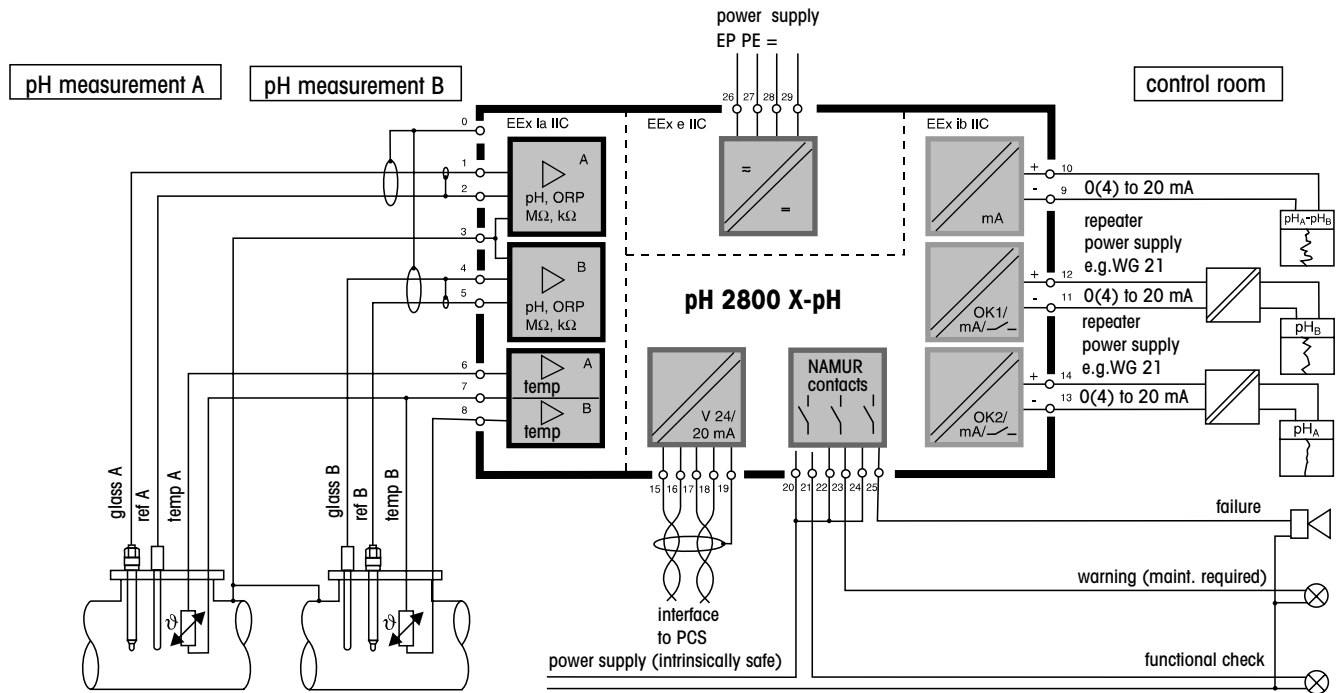 power supply
EP PE =
pH measurement A
pH measurement B
control room
26 27 28 29
EEx Ia IIC
EEx e IIC
EEx ib IIC
0
1
2
3
4
5
6
7
8
A
pH, ORP
MΩ, kΩ
B
pH, ORP
MΩ, kΩ
A
temp
B
temp
≈
=
pH 2800 X-pH
V 24/
20 mA
NAMUR
contacts
mA
OK1/
mA/
OK2/
mA/
+ 10
- 9
0(4) to 20 mA
pHA-pHB
repeater
power supply
e.g.WG 21
+ 12
- 11
0(4) to 20 mA
pHB
repeater
power supply
e.g.WG 21
+ 14
- 13
0(4) to 20 mA
pHA
15 16 17 18 19
20 21 22 23 24 25
glass A
ref A
temp A
glass B
ref B
temp B
ϑ
ϑ
interface
to PCS
power supply (intrinsically safe)
failure
warning (maint. required)
functional check